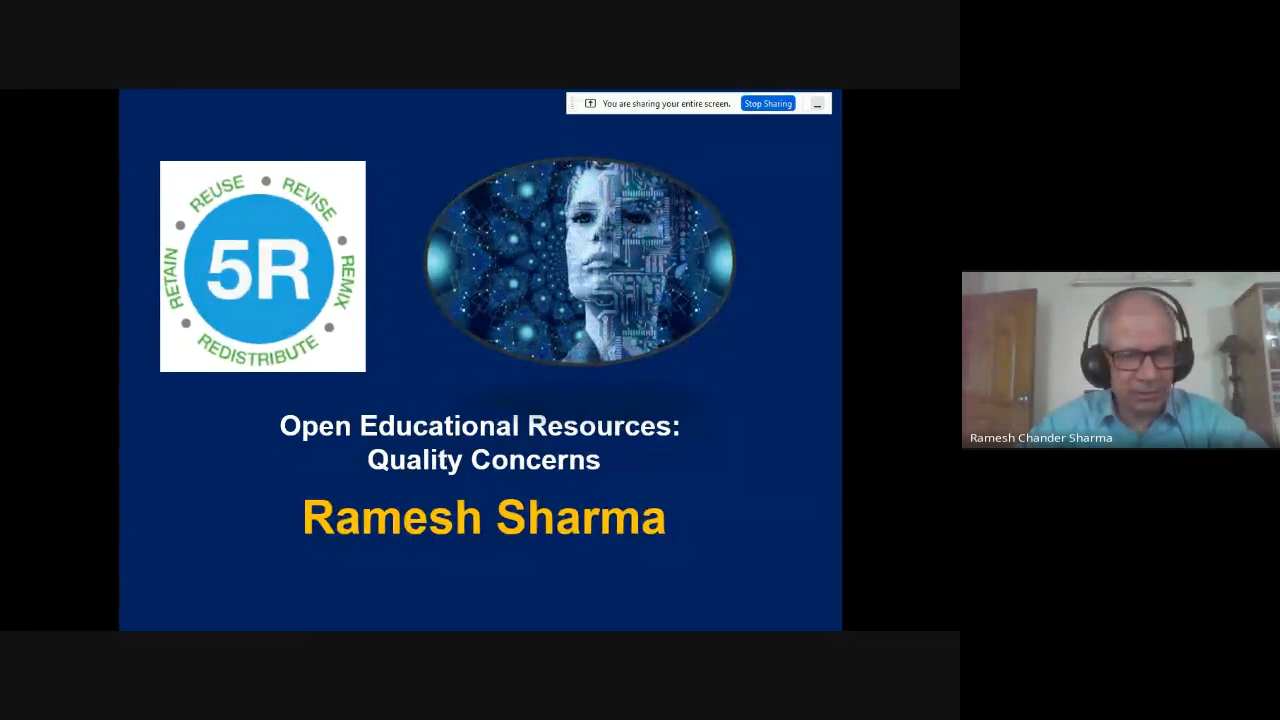 You are sharing your entire screen.
Stop Sharing
REUSE
REVISE
REMIX
REDISTRIBUTE
RETAIN
5R
Open Educational Resources:
Quality Concerns
Ramesh Sharma
Ramesh Chander Sharma